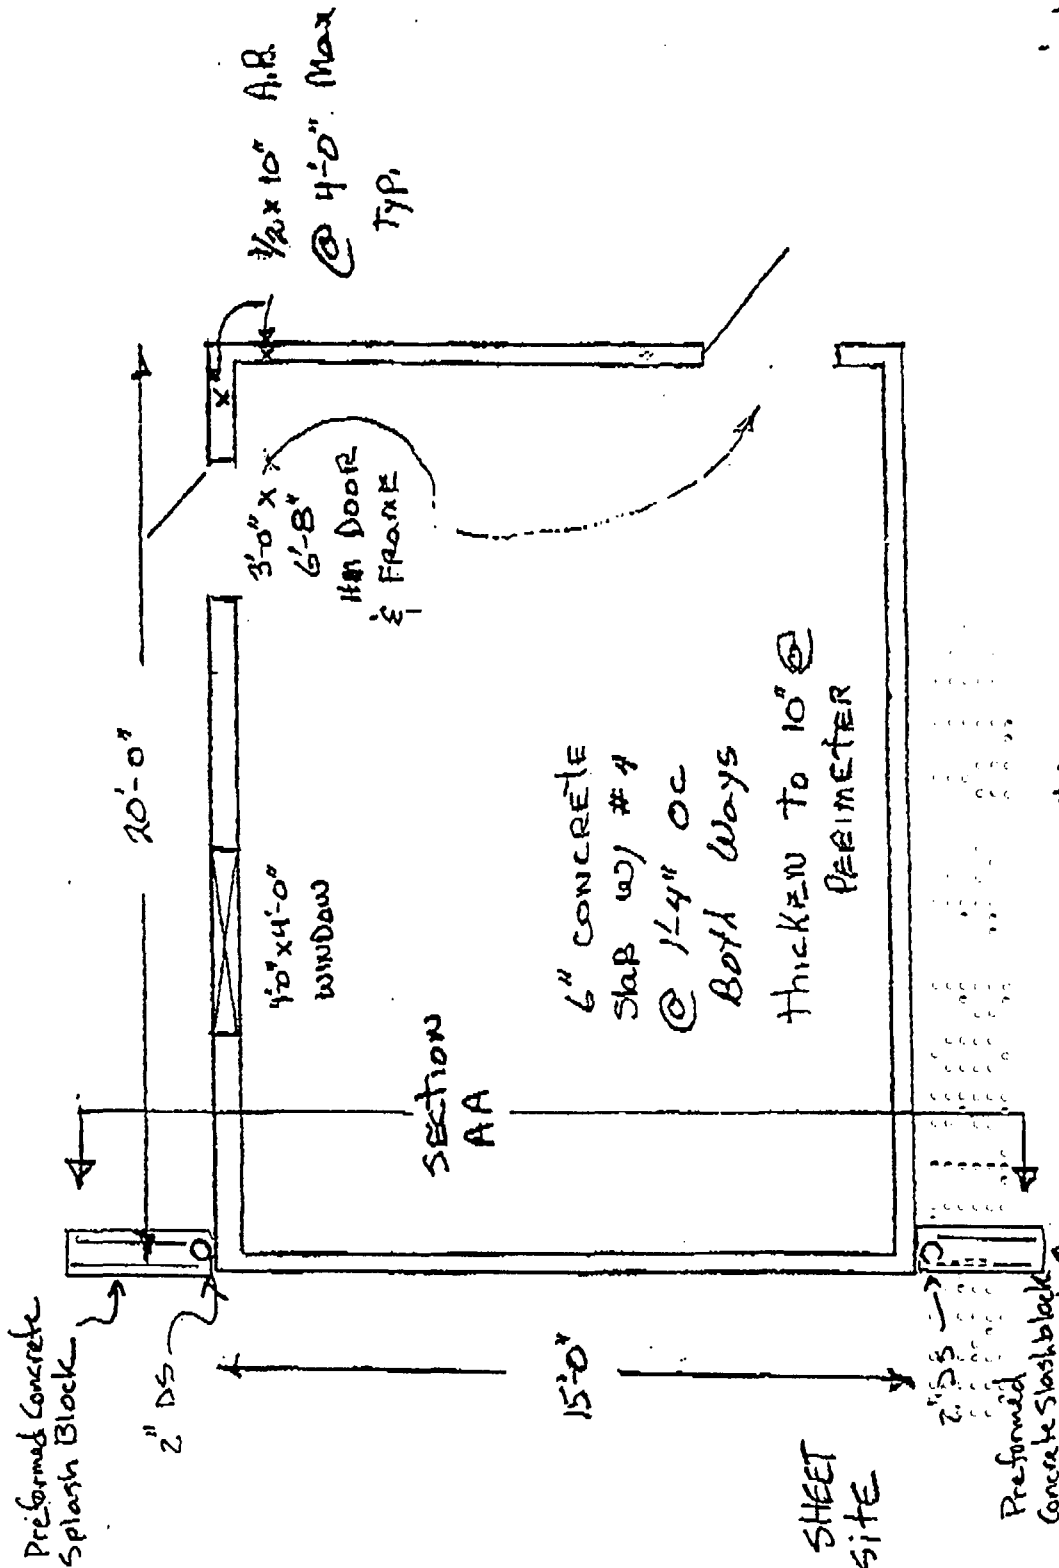 Preformed Concrete
Splash Block
2" DS
20'-0"
1/2 x 10" A.B.
@ 4'-0" Max
Typ.
3'-0" x
6'-8"
HM DOOR
& FRAME
4'-0" x 4'-0"
WINDOW
SECTION
AA
6" CONCRETE
Slab w/ #4
@ 1'-4" OC
Both Ways
thicken to 10" @
PERIMETER
15'-0"
SHEET
SitE
2" DS
Preformed
Concrete Slashblock